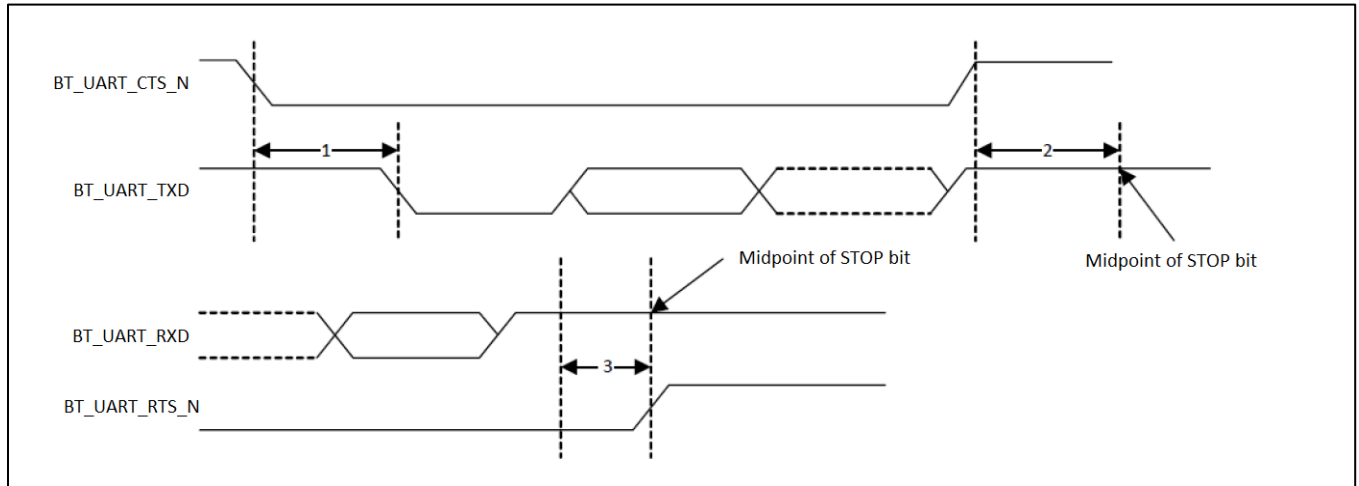 BT_UART_CTS_N
1
2
BT_UART_TXD
Midpoint of STOP bit
Midpoint of STOP bit
BT_UART_RXD
3
BT_UART_RTS_N